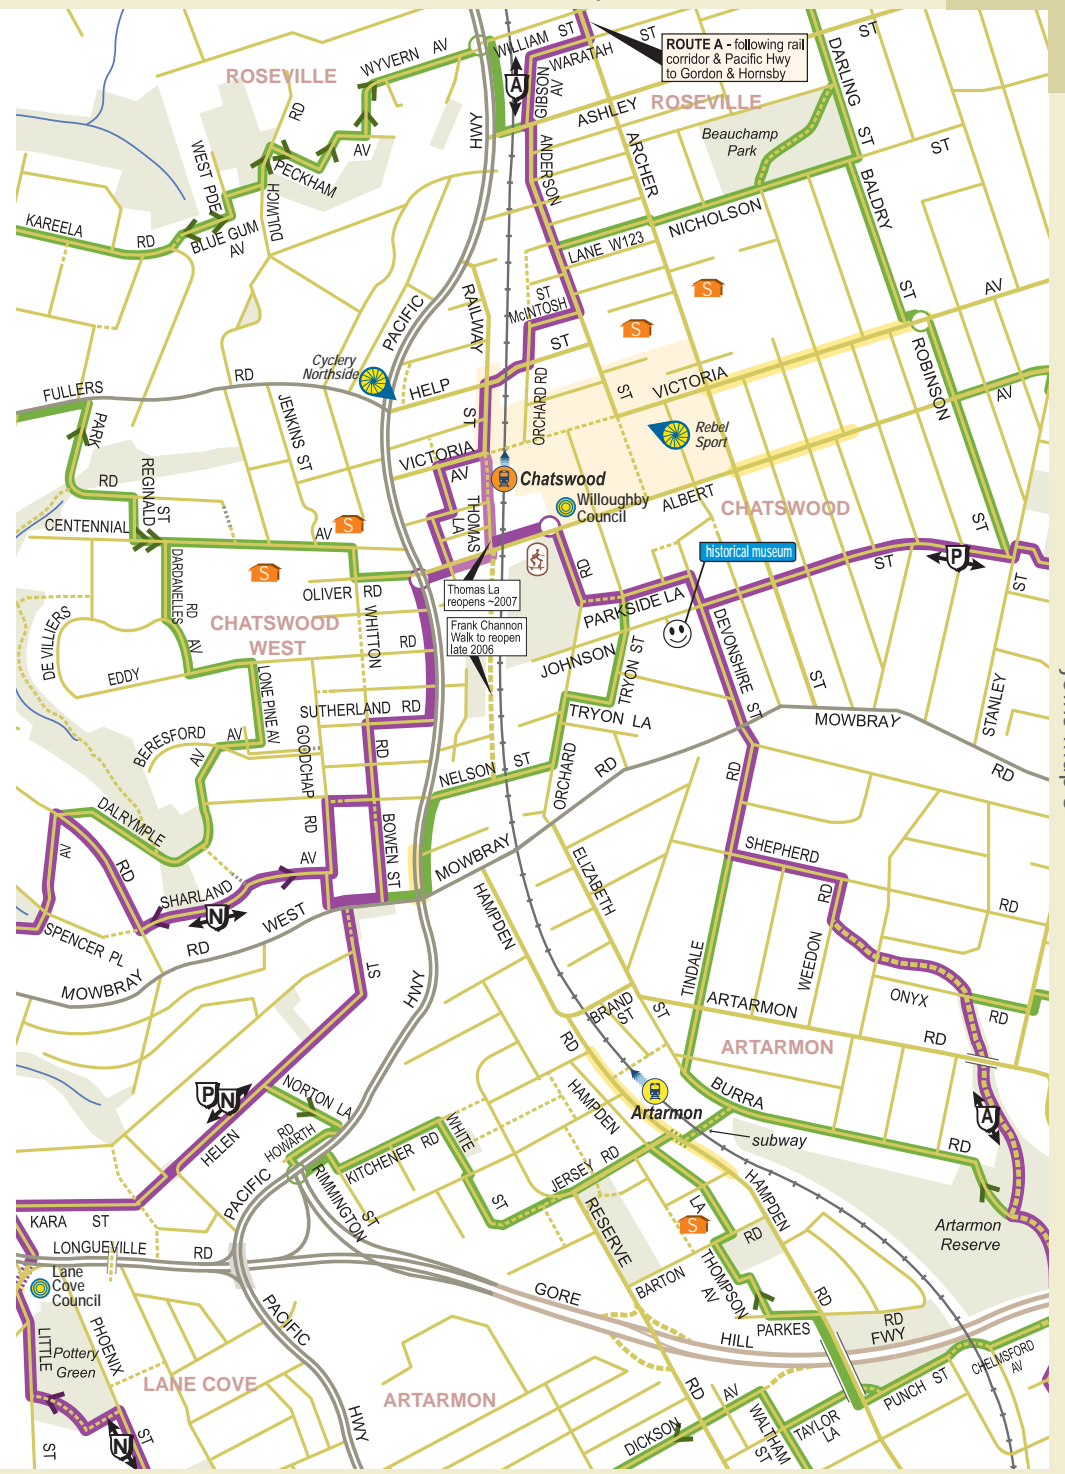 ROUTE A - following rail
corridor & Pacific Hwy
to Gordon & Hornsby
WILLIAM ST
WARATAH ST
ST
WYVERN AV
ROSEVILLE
HWY
A
GIBSON
AV
ASHLEY
ROSEVILLE
DARLING
ST
Beauchamp
Park
ST
RD
AV
PECKHAM
WEST PDE
DULWICH
ANDERSON
ARCHER
BALDRY
KAREELA
RD
BLUE GUM
AV
NICHOLSON
LANE W123
ST
McINTOSH
ST
AV
RAILWAY
PACIFIC
S
S
ST
ROBINSON
Cyclery
Northside
FULLERS
RD
HELP
VICTORIA
ST
AV
ORCHARD RD
PARK
JENKINS ST
ST
VICTORIA
AV
Rebel
Sport
RD
REGINALD
ST
Chatswood
Willoughby
Council
ALBERT
CHATSWOOD
ST
CENTENNIAL
AV
S
THOMAS
LA
historical museum
ST
P
ST
S
DARDANELLES
RD
OLIVER RD
Thomas La
reopens ~2007
RD
PARKSIDE LA
CHATSWOOD
WEST
WHITTON
RD
Frank Channon
Walk to reopen
late 2006
DE VILLIERS
AV
JOHNSON
TRYON ST
DEVONSHIRE
ST
EDDY
LONE PINE AV
ST
STANLEY
SUTHERLAND RD
TRYON LA
MOWBRAY
BERESFORD AV
AV
GOODCHAP
RD
RD
NELSON ST
ORCHARD
RD
RD
RD
DALRYMPLE
BOWEN ST
AV
RD
AV
MOWBRAY
SHEPHERD
ELIZABETH
SHARLAND
N
WEST
HAMPDEN
RD
RD
SPENCER PL
RD
MOWBRAY
ST
HWY
TINDALE
WEEDON
ONYX
RD
ARTARMON
RD
BRAND
ST
ST
RD
ARTARMON
P
N
NORTON LA
HAMPDEN
Artarmon
BURRA
A
RD
HOWARTH
RD
WHITE
subway
RD
HELEN
KITCHENER RD
JERSEY RD
RIMMINGTON
ST
ST
PACIFIC
KARA ST
RESERVE
LA
HAMPDEN
S
RD
Artarmon
Reserve
LONGUEVILLE RD
Lane
Cove
Council
THOMPSON
AV
BARTON
GORE
RD
PACIFIC
HILL
PARKES
RD
FWY
LITTLE
PHOENIX
Pottery
Green
CHELMSFORD
AV
LANE COVE
ARTARMON
RD
AV
PUNCH ST
HWY
DICKSON
WALTHAM
ST
TAYLOR
LA
ST
N
ST